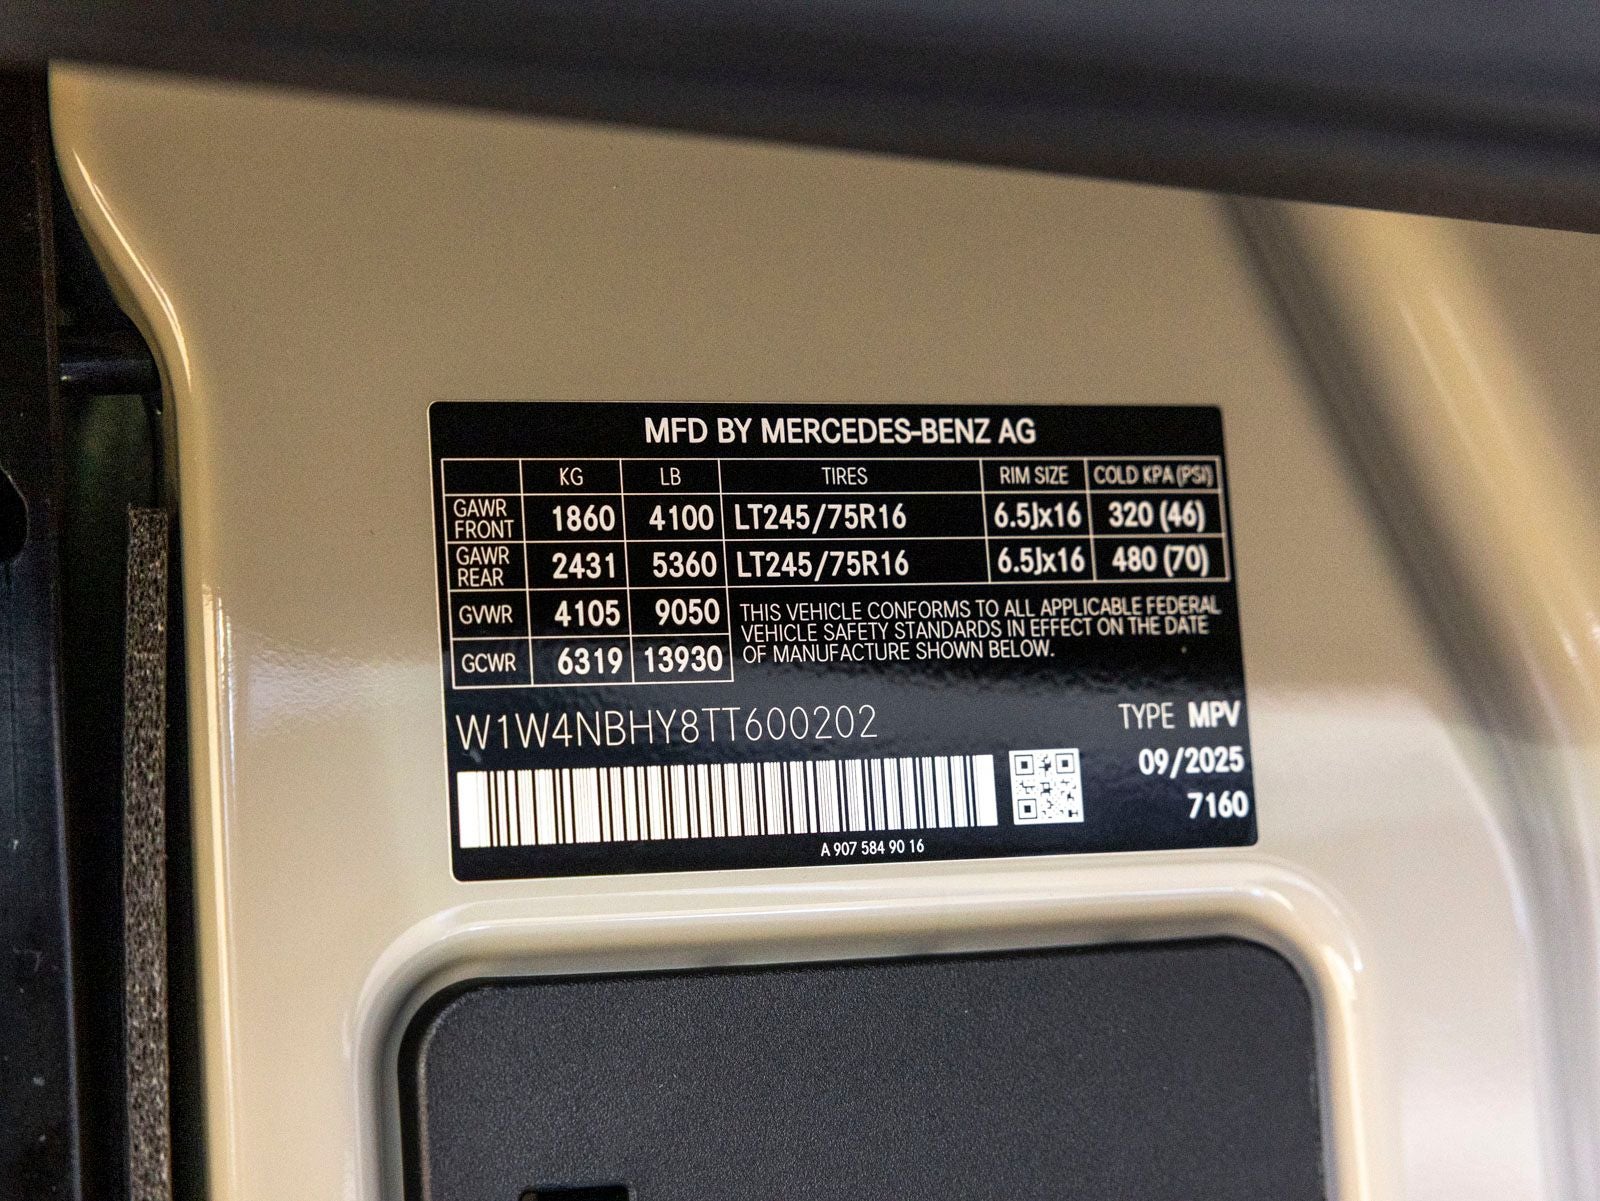 MFD BY MERCEDES-BENZ AG
KG LB TIRES RIM SIZE COLD KPA (PSI)
GAWR FRONT 1860 4100 LT245/75R16 6.5Jx16 320 (46)
GAWR REAR 2431 5360 LT245/75R16 6.5Jx16 480 (70)
GVWR 4105 9050
GCWR 6319 13930
THIS VEHICLE CONFORMS TO ALL APPLICABLE FEDERAL
VEHICLE SAFETY STANDARDS IN EFFECT ON THE DATE
OF MANUFACTURE SHOWN BELOW.
W1W4NBHY8TT600202
TYPE MPV
09/2025
7160
A 907 584 90 16